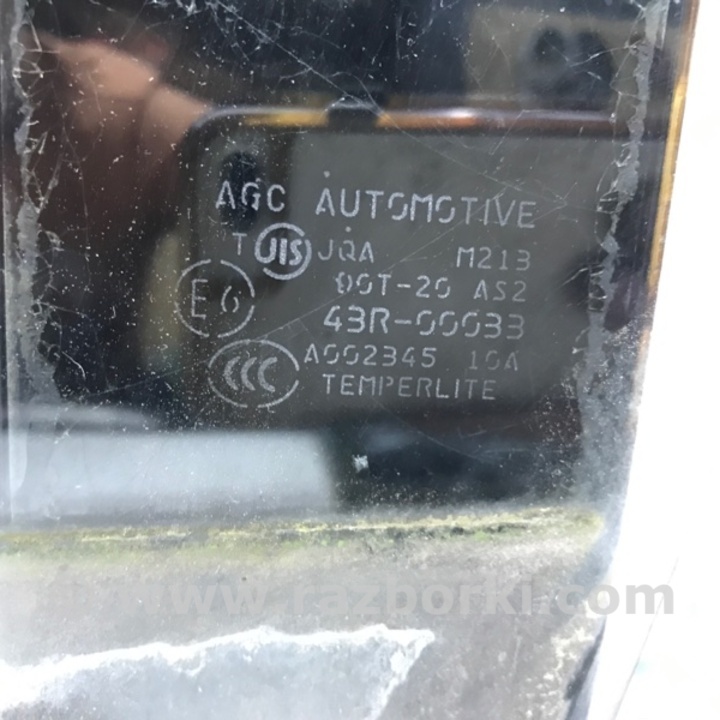 AGC AUTOMOTIVE
T JIS JQA M213
DOT-20 AS2
E6 43R-00033
CCC A002345 10A
TEMPERLITE
www.razborki.com